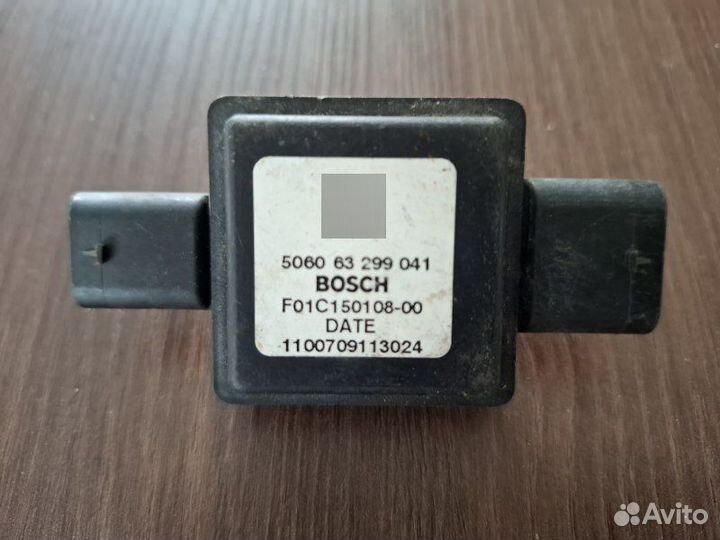 5060 63 299 041
BOSCH
F01C150108-00
DATE
1100709113024
Avito